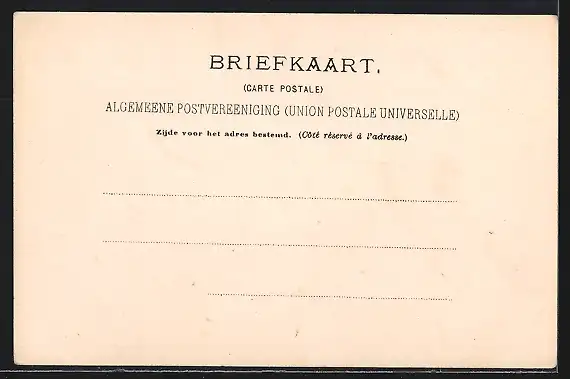 BRIEFKAART.
(CARTE POSTALE)
ALGEMEENE POSTVEREENIGING (UNION POSTALE UNIVERSELLE)
Zijde voor het adres bestemd. (Côté réservé à l'adresse.)